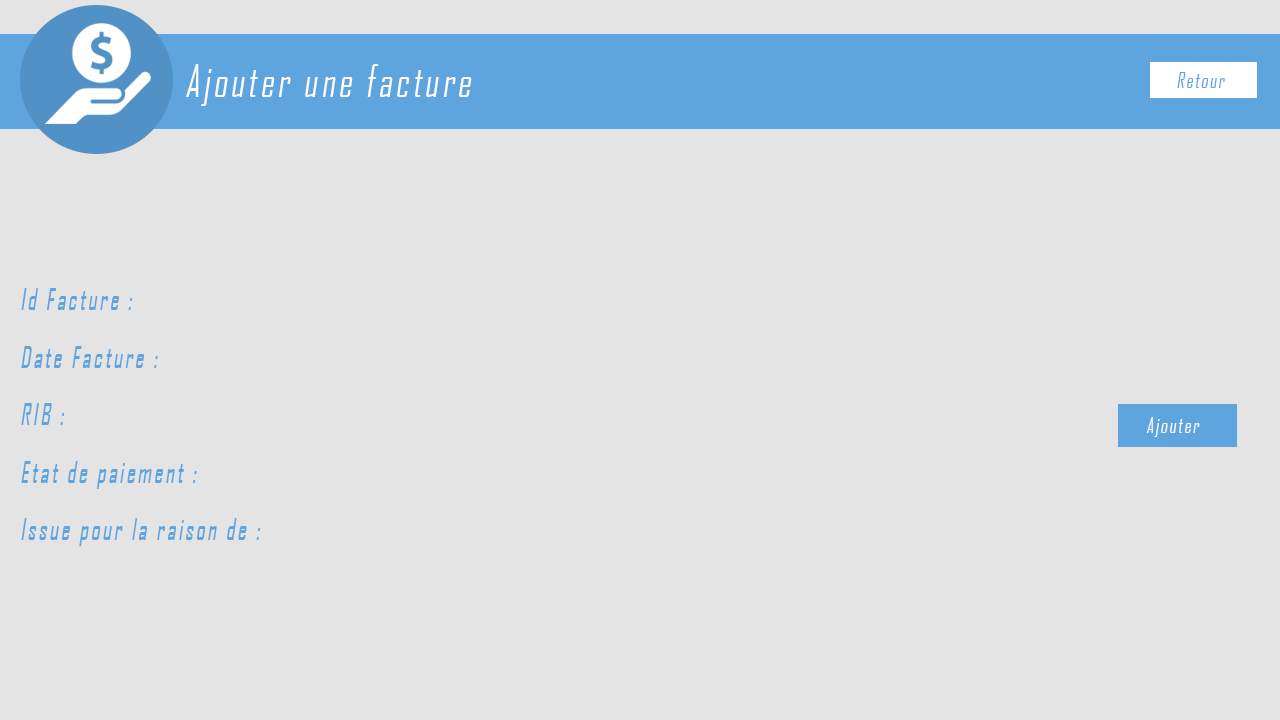 $
Ajouter une facture
Retour
Id Facture :
Date Facture :
RIB :
Ajouter
Etat de paiement :
Issue pour la raison de :